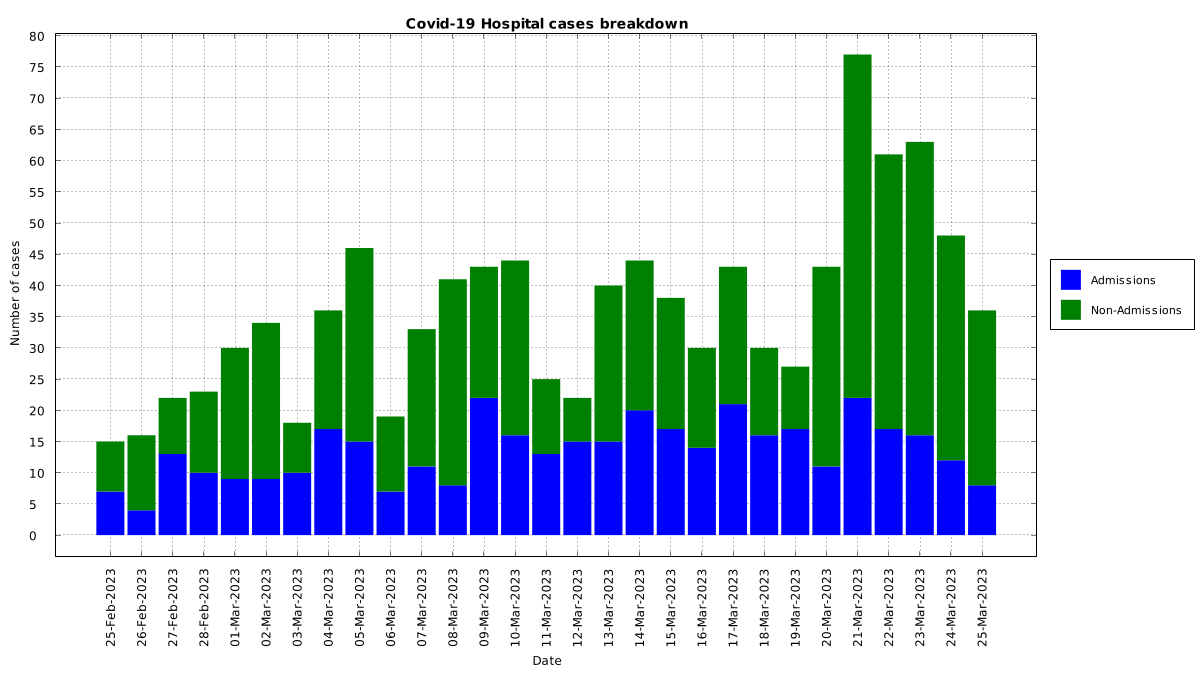 Covid-19 Hospital cases breakdown
80
75
70
65
60
55
50
45
40
35
30
25
20
15
10
5
0
Number of cases
Admissions
Non-Admissions
25-Feb-2023
26-Feb-2023
27-Feb-2023
28-Feb-2023
01-Mar-2023
02-Mar-2023
03-Mar-2023
04-Mar-2023
05-Mar-2023
06-Mar-2023
07-Mar-2023
08-Mar-2023
09-Mar-2023
10-Mar-2023
11-Mar-2023
12-Mar-2023
13-Mar-2023
14-Mar-2023
15-Mar-2023
16-Mar-2023
17-Mar-2023
18-Mar-2023
19-Mar-2023
20-Mar-2023
21-Mar-2023
22-Mar-2023
23-Mar-2023
24-Mar-2023
25-Mar-2023
Date